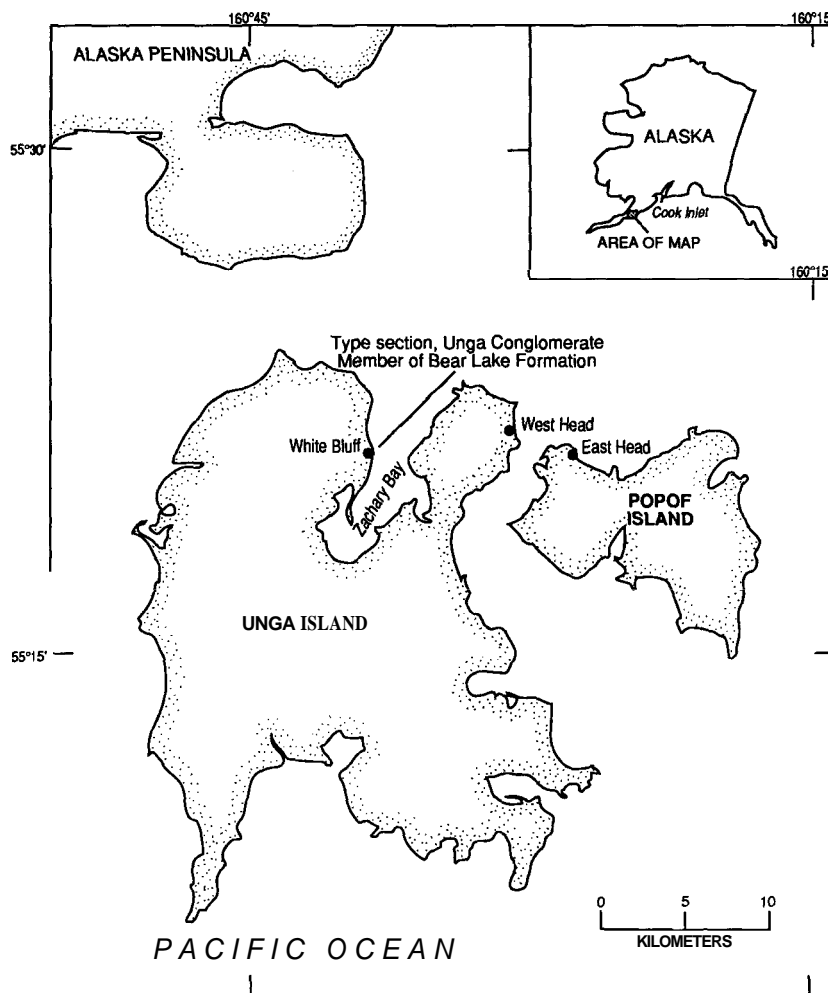 160°45'
160°15'
ALASKA PENINSULA
ALASKA
55°30'
Cook Inlet
AREA OF MAP
160°15'
Type section, Unga Conglomerate
Member of Bear Lake Formation
White Bluff
West Head
East Head
Zachary Bay
POPOF
ISLAND
UNGA ISLAND
55°15'
0 5 10
KILOMETERS
PACIFIC OCEAN